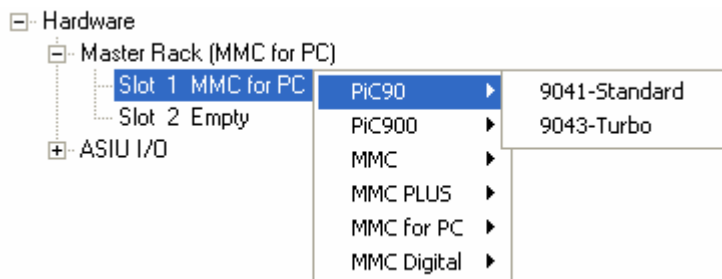 Hardware
Master Rack (MMC for PC)
Slot 1 MMC for PC
Slot 2 Empty
ASIU I/O
PiC90
PiC900
MMC
MMC PLUS
MMC for PC
MMC Digital
9041-Standard
9043-Turbo